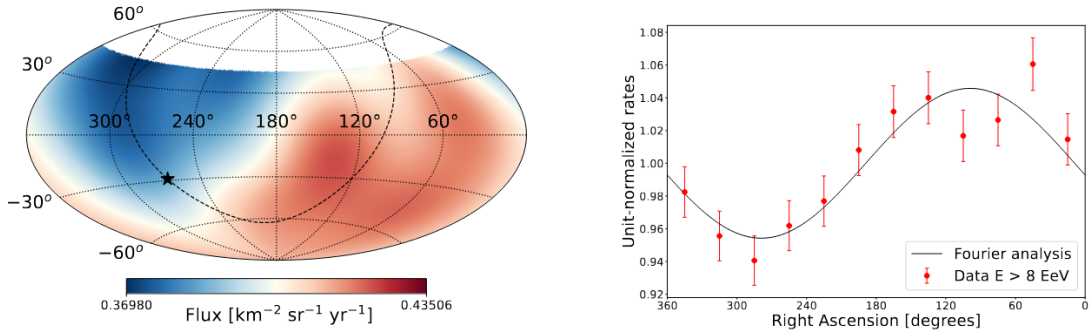 60°
30°
300° 240° 180° 120° 60°
−30°
−60°
0.36980 0.43506
Flux [km⁻² sr⁻¹ yr⁻¹]
1.08
1.06
1.04
1.02
1.00
0.98
0.96
0.94
0.92
Unit-normalized rates
Fourier analysis
Data E > 8 EeV
360 300 240 180 120 60 0
Right Ascension [degrees]